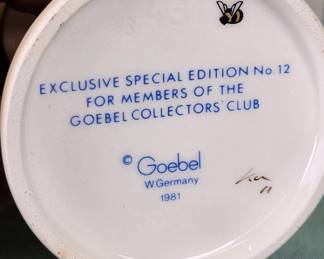 EXCLUSIVE SPECIAL EDITION No. 12
FOR MEMBERS OF THE
GOEBEL COLLECTORS' CLUB
© Goebel
W. Germany
1981